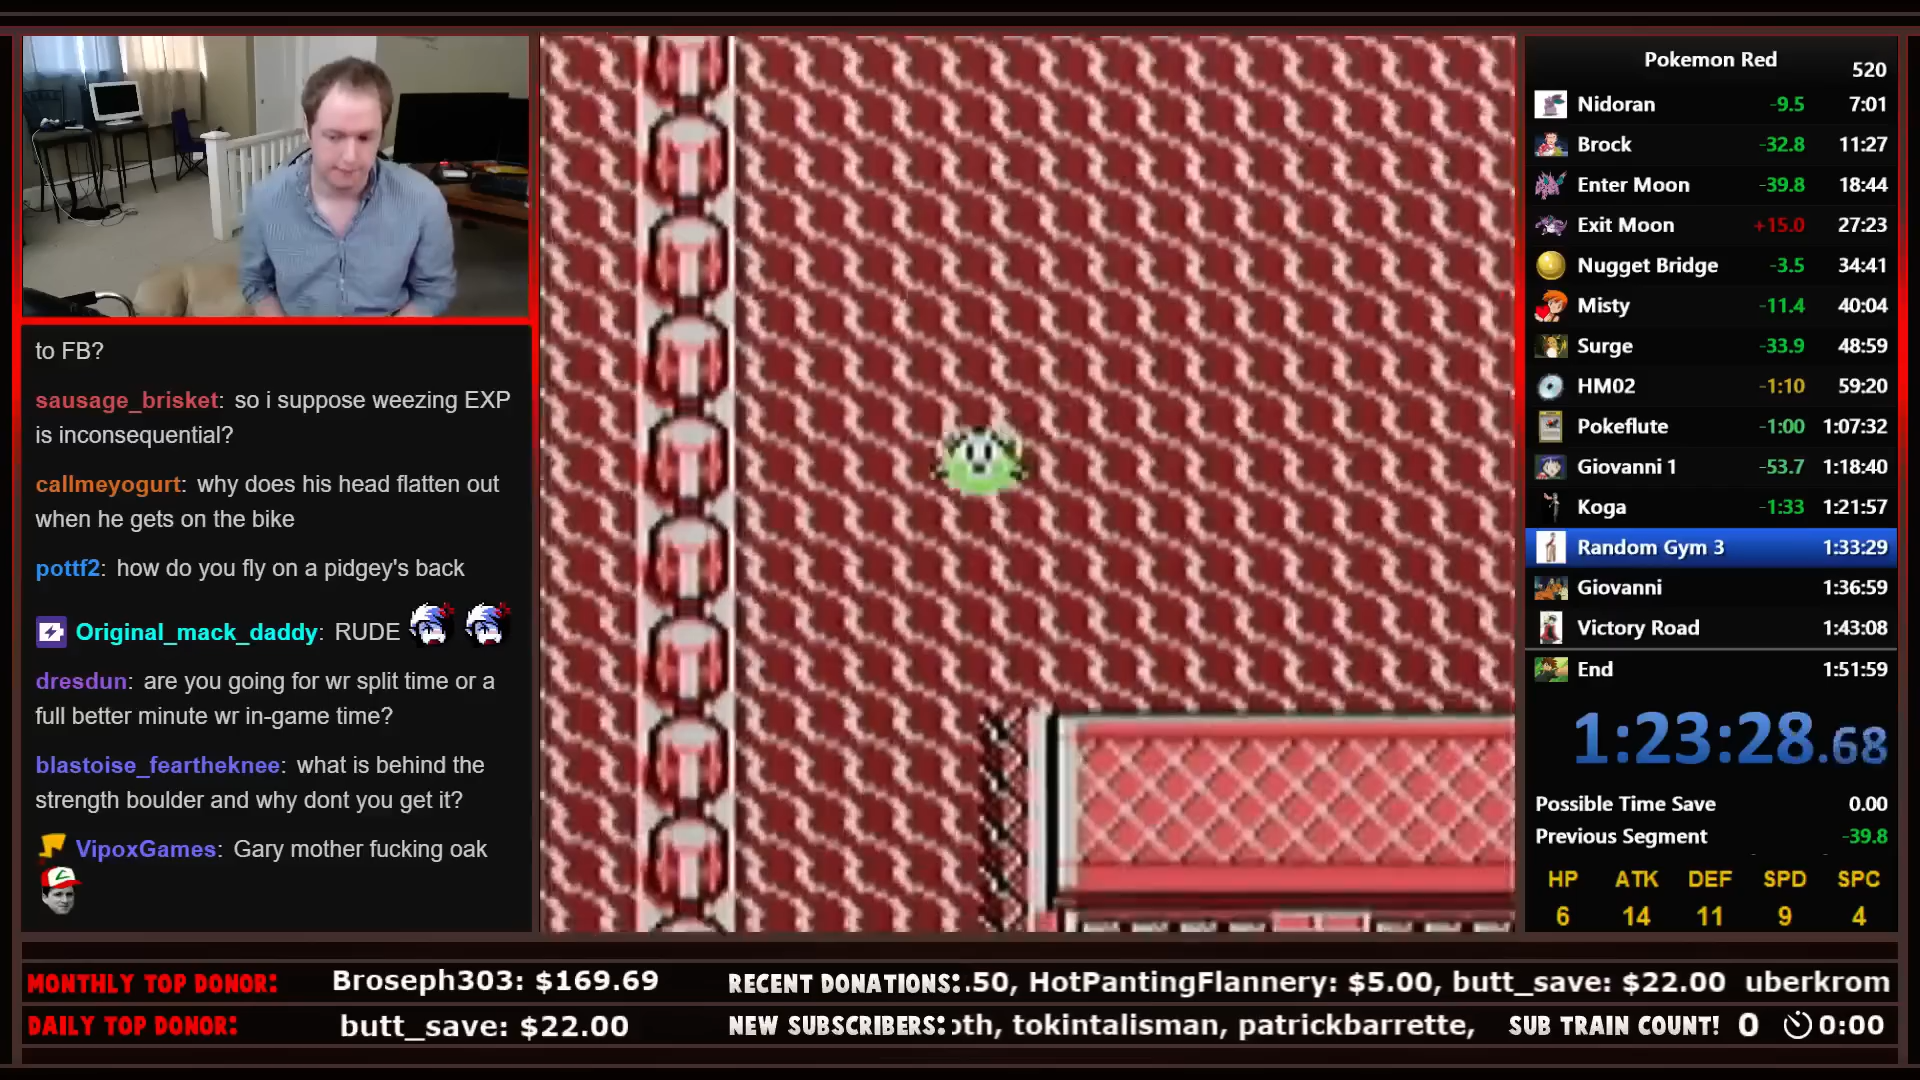 to FB?
sausage_brisket: so i suppose weezing EXP
is inconsequential?
callmeyogurt: why does his head flatten out
when he gets on the bike
pottf2: how do you fly on a pidgey's back
Original_mack_daddy: RUDE
dresdun: are you going for wr split time or a
full better minute wr in-game time?
blastoise_feartheknee: what is behind the
strength boulder and why dont you get it?
VipoxGames: Gary mother fucking oak
Pokemon Red
520
Nidoran -9.5 7:01
Brock -32.8 11:27
Enter Moon -39.8 18:44
Exit Moon +15.0 27:23
Nugget Bridge -3.5 34:41
Misty -11.4 40:04
Surge -33.9 48:59
HM02 -1:10 59:20
Pokeflute -1:00 1:07:32
Giovanni 1 -53.7 1:18:40
Koga -1:33 1:21:57
Random Gym 3 1:33:29
Giovanni 1:36:59
Victory Road 1:43:08
End 1:51:59
1:23:28.68
Possible Time Save 0.00
Previous Segment -39.8
HP ATK DEF SPD SPC
6 14 11 9 4
MONTHLY TOP DONOR: Broseph303: $169.69
RECENT DONATIONS: .50, HotPantingFlannery: $5.00, butt_save: $22.00 uberkrom
DAILY TOP DONOR: butt_save: $22.00
NEW SUBSCRIBERS: oth, tokintalisman, patrickbarrette,
SUB TRAIN COUNT! 0 0:00